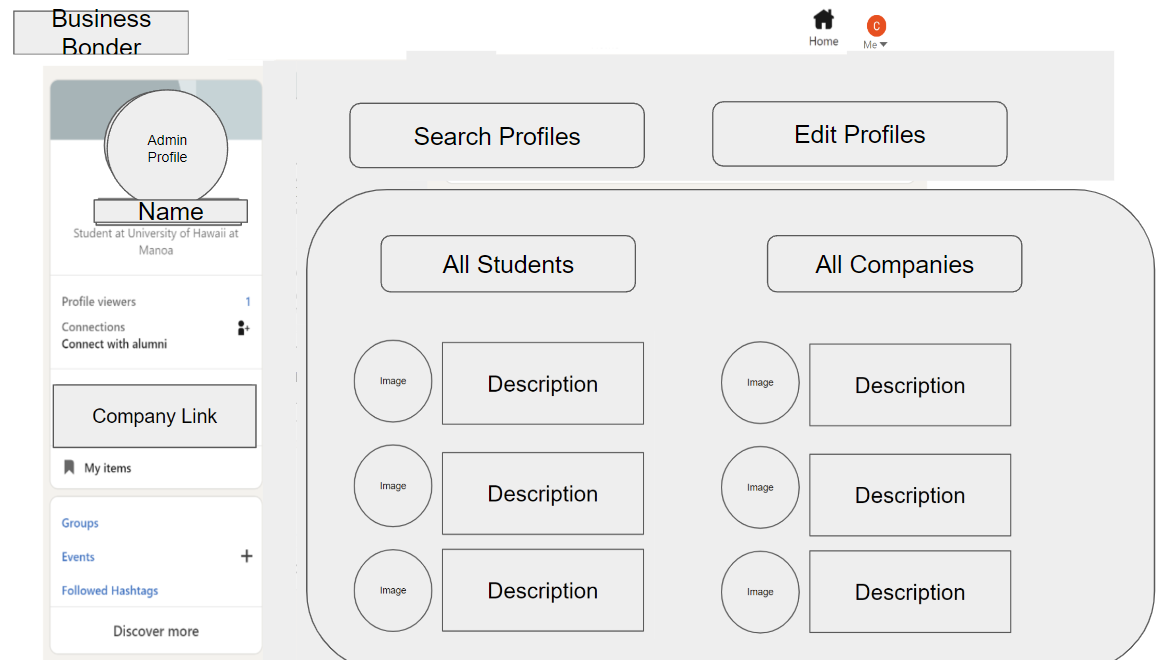 Business
Bonder
Home
C
Me
Search Profiles
Edit Profiles
Admin
Profile
Name
Student at University of Hawaii at
Manoa
Profile viewers 1
Connections
Connect with alumni
Company Link
My items
Groups
Events +
Followed Hashtags
Discover more
All Students
All Companies
Image
Description
Image
Description
Image
Description
Image
Description
Image
Description
Image
Description